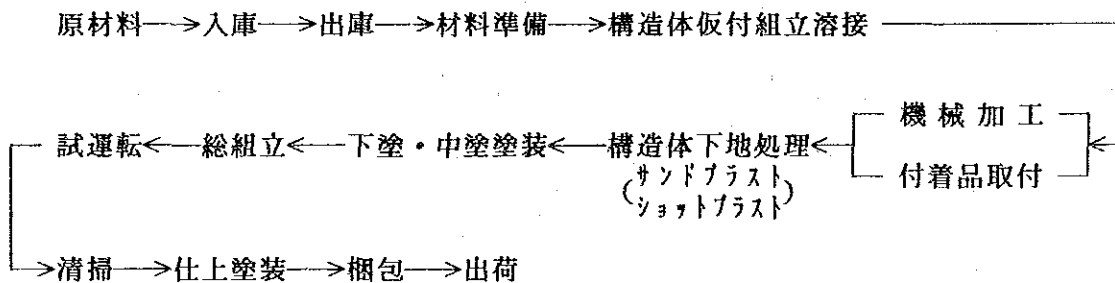 原材料→入庫→出庫→材料準備→構造体仮付組立溶接
機械加工
試運転←総組立←下塗・中塗塗装←構造体下地処理←
付着品取付
(サンドブラスト
ショットブラスト)
清掃→仕上塗装→梱包→出荷